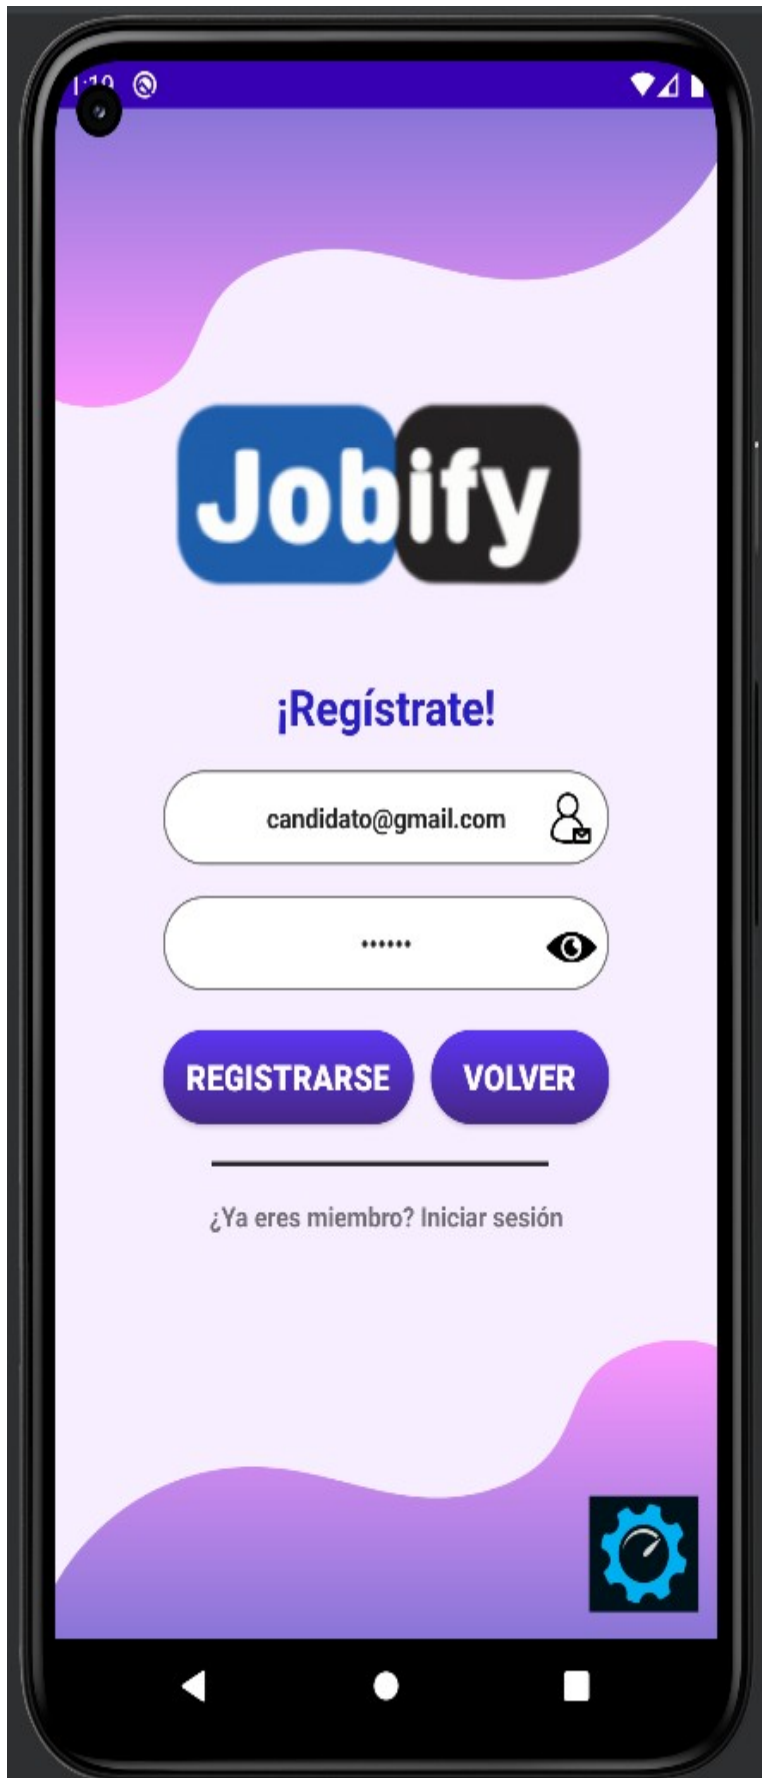 Jobify
¡Regístrate!
candidato@gmail.com
••••••
REGISTRARSE VOLVER
¿Ya eres miembro? Iniciar sesión